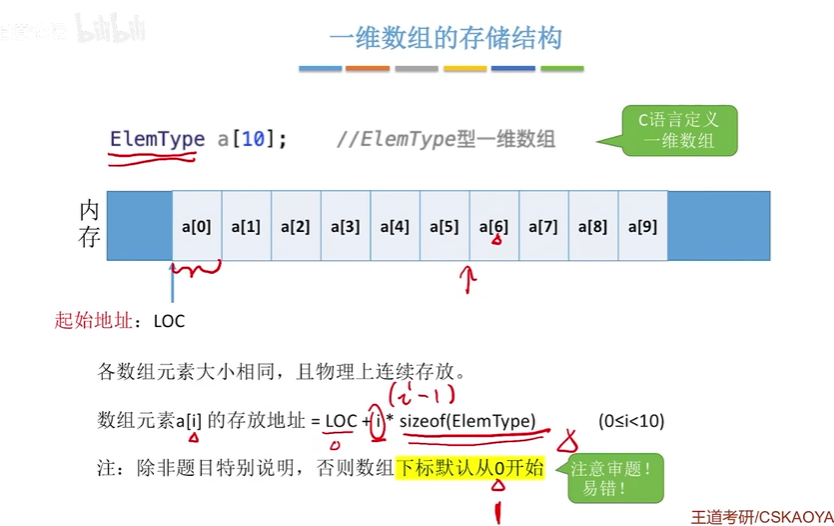 bilibili
一维数组的存储结构
ElemType a[10]; //ElemType型一维数组
C语言定义
一维数组
内存
a[0] a[1] a[2] a[3] a[4] a[5] a[6] a[7] a[8] a[9]
起始地址：LOC
各数组元素大小相同，且物理上连续存放。
(i-1)
数组元素a[i] 的存放地址 = LOC + i * sizeof(ElemType) (0≤i<10)
0
注：除非题目特别说明，否则数组下标默认从0开始
注意审题！
易错！
1
王道考研/CSKAOYA